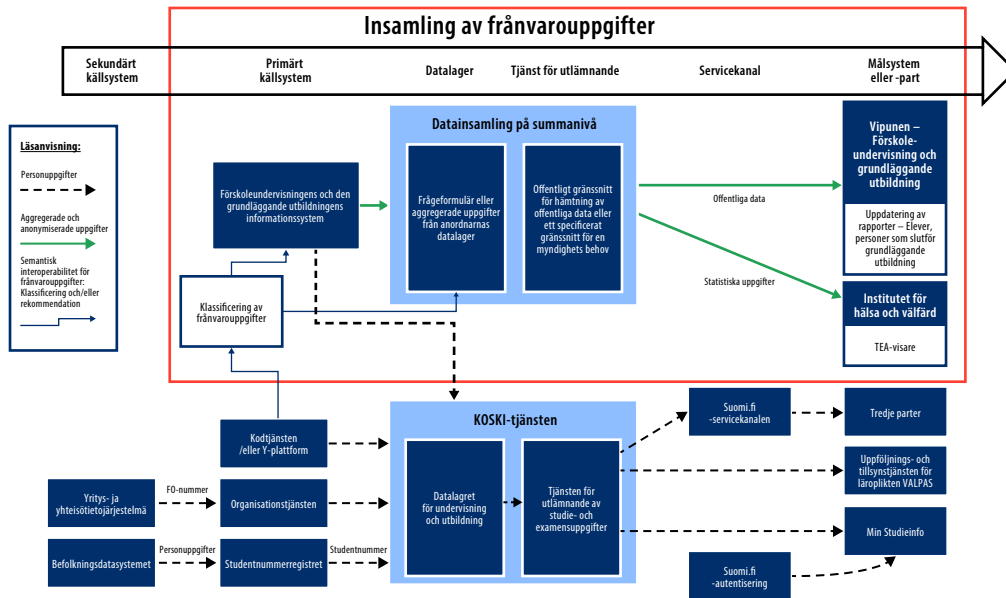 Insamling av frånvarouppgifter
Sekundärt
källsystem
Primärt
källsystem
Datalager
Tjänst för utlämnande
Servicekanal
Målsystem
eller -part
Läsanvisning:
Personuppgifter
Aggregerade och
anonymiserade uppgifter
Semantisk
interoperabilitet för
frånvarouppgifter:
Klassificering och/eller
rekommendation
Datainsamling på summanivå
Förskoleundervisningens och den
grundläggande utbildningens
informationssystem
Frågeformulär eller
aggregerade uppgifter
från anordnarnas
datalager
Offentligt gränssnitt
för hämtning av
offentliga data eller
ett specificerat
gränssnitt för en
myndighets behov
Offentliga data
Statistiska uppgifter
Vipunen –
Förskole-
undervisning och
grundläggande
utbildning
Uppdatering av
rapporter – Elever,
personer som slutför
grundläggande
utbildning
Institutet för
hälsa och välfärd
TEA-visare
Klassificering av
frånvarouppgifter
KOSKI-tjänsten
Kodtjänsten
/eller Y-plattform
Yritys- ja
yhteisötietojärjestelmä
FO-nummer
Organisationstjänsten
Befolkningsdatasystemet
Personuppgifter
Studentnummerregistret
Studentnummer
Datalagret
för undervisning
och utbildning
Tjänsten för
utlämnande av
studie- och
examensuppgifter
Suomi.fi
-servicekanalen
Tredje parter
Uppföljnings- och
tillsynstjänsten för
läroplikten VALPAS
Min Studieinfo
Suomi.fi
-autentisering